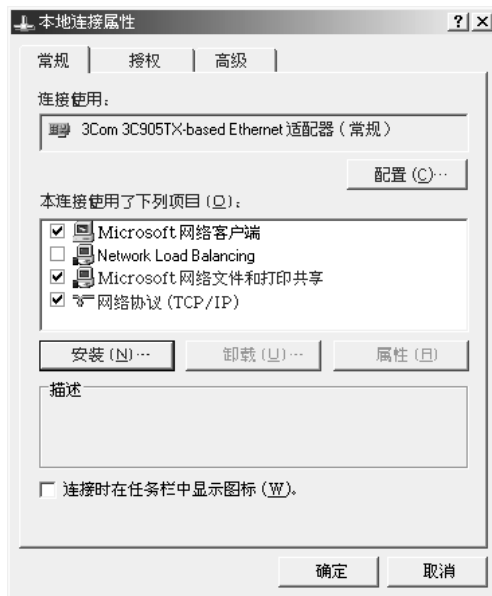 本地连接属性
常规 授权 高级
连接使用：
3Com 3C905TX-based Ethernet 适配器（常规）
配置 (C)…
本连接使用了下列项目 (O)：
Microsoft 网络客户端
Network Load Balancing
Microsoft 网络文件和打印共享
网络协议 (TCP/IP)
安装 (N)… 卸载 (U)… 属性 (R)
描述
连接时在任务栏中显示图标 (W)。
确定 取消